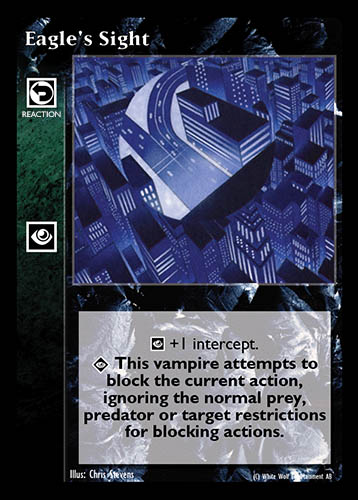 Eagle's Sight
REACTION
+1 intercept.
This vampire attempts to
block the current action,
ignoring the normal prey,
predator or target restrictions
for blocking actions.
Illus: Chris Stevens
(C) White Wolf Entertainment AB